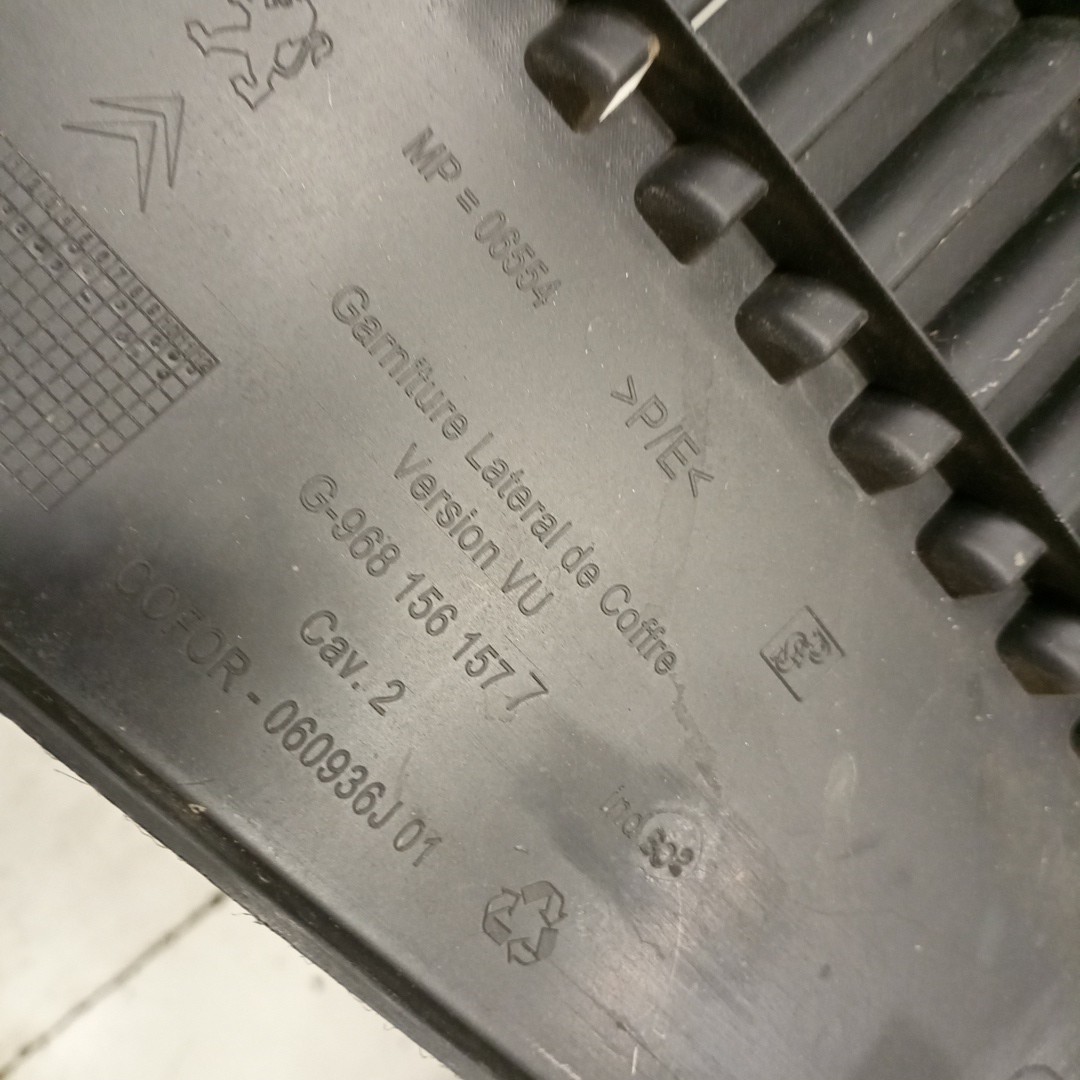 MP = 06554
>P/E<
Garniture Lateral de Coffre
Version VU
G-968 156 157 7
Cav. 2
COFOR - 060936J 01